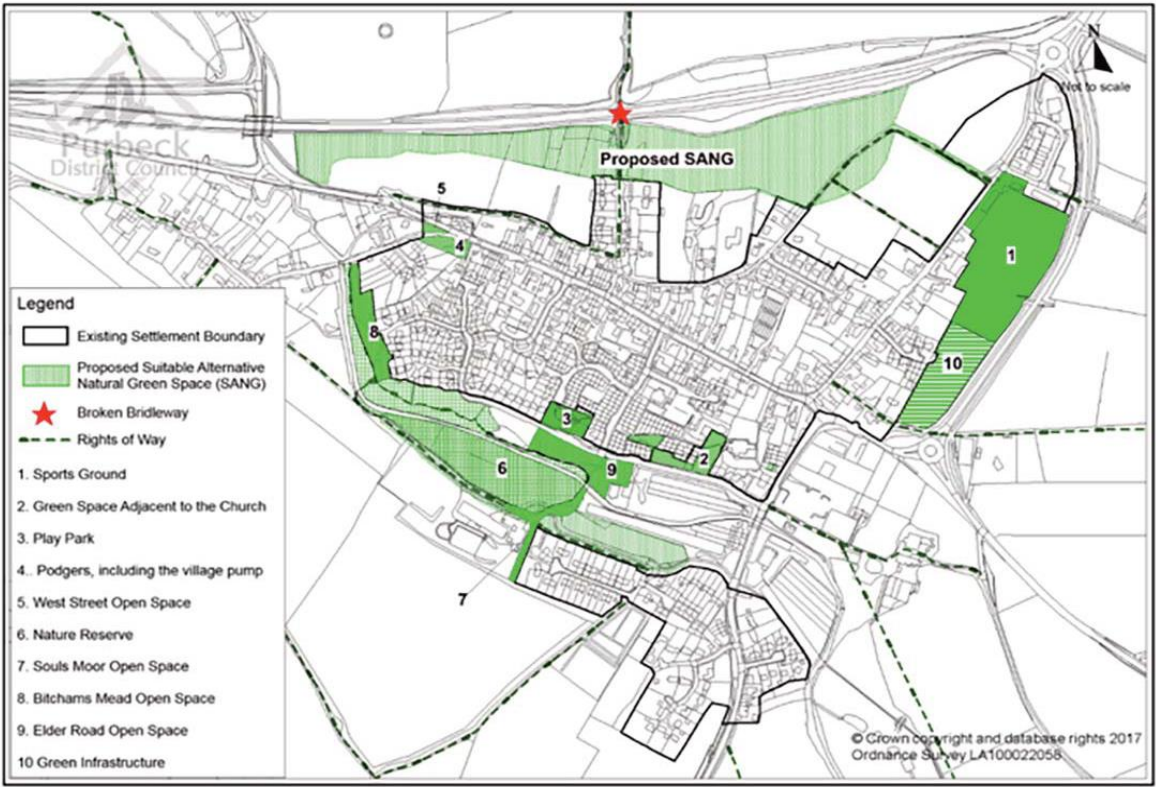 N
Not to scale
Purbeck
District Council
Proposed SANG
5
4
1
8
10
3
2
9
6
7
Legend
Existing Settlement Boundary
Proposed Suitable Alternative
Natural Green Space (SANG)
Broken Bridleway
Rights of Way
1. Sports Ground
2. Green Space Adjacent to the Church
3. Play Park
4.. Podgers, including the village pump
5. West Street Open Space
6. Nature Reserve
7. Souls Moor Open Space
8. Bitchams Mead Open Space
9. Elder Road Open Space
10 Green Infrastructure
© Crown copyright and database rights 2017
Ordnance Survey LA100022058